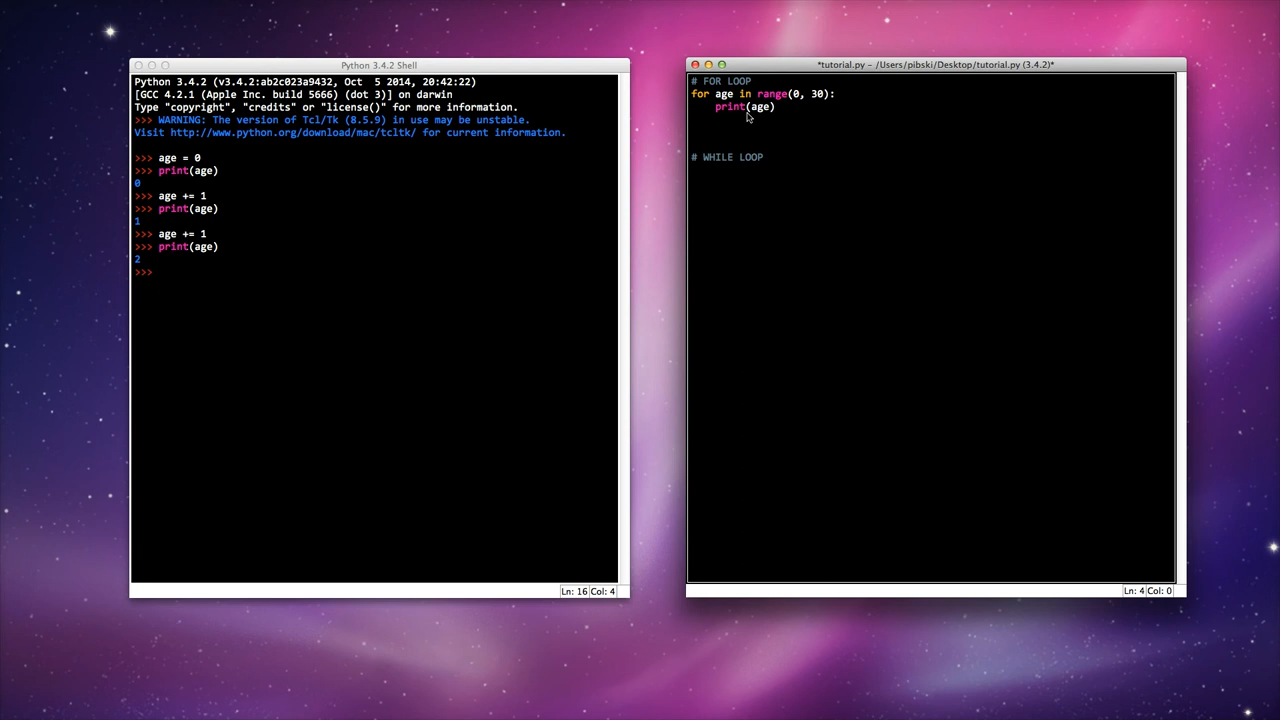 Python 3.4.2 Shell
Python 3.4.2 (v3.4.2:ab2c023a9432, Oct  5 2014, 20:42:22)
[GCC 4.2.1 (Apple Inc. build 5666) (dot 3)] on darwin
Type "copyright", "credits" or "license()" for more information.
>>> WARNING: The version of Tcl/Tk (8.5.9) in use may be unstable.
Visit http://www.python.org/download/mac/tcltk/ for current information.
>>> age = 0
>>> print(age)
0
>>> age += 1
>>> print(age)
1
>>> age += 1
>>> print(age)
2
>>>
Ln: 16 Col: 4
*tutorial.py - /Users/pibski/Desktop/tutorial.py (3.4.2)*
# FOR LOOP
for age in range(0, 30):
    print(age)
# WHILE LOOP
Ln: 4 Col: 0